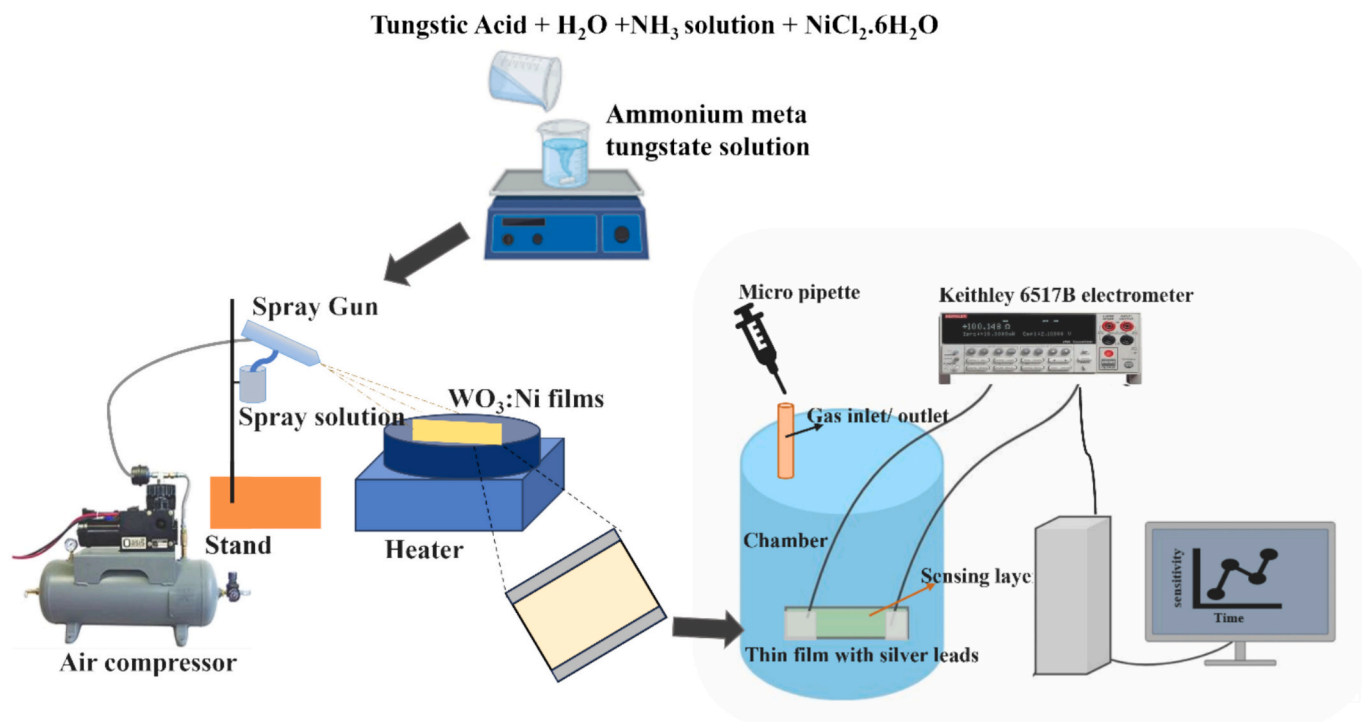 Tungstic Acid + H₂O +NH₃ solution + NiCl₂.6H₂O
Ammonium meta
tungstate solution
Spray Gun
Spray solution
WO₃:Ni films
Stand
Heater
Air compressor
Micro pipette
Keithley 6517B electrometer
+100.148 Ω
Gas inlet/ outlet
Chamber
Sensing laye
Thin film with silver leads
sensitivity
Time